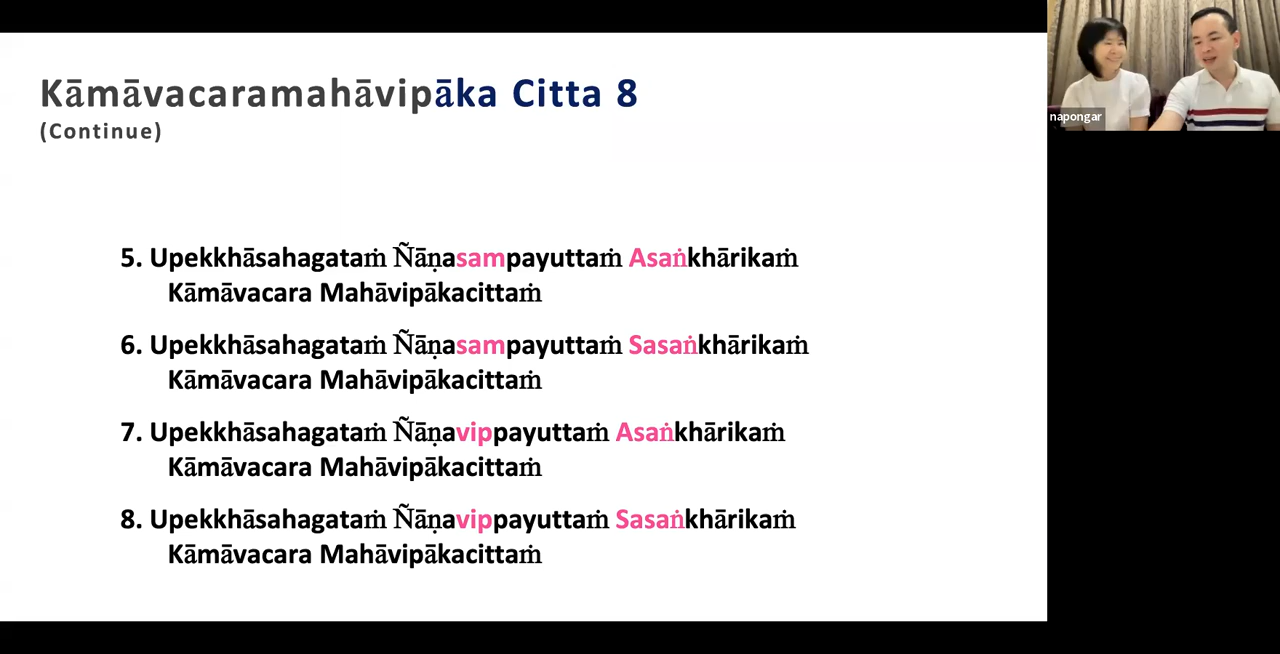 Kāmāvacaramahāvipāka Citta 8
(Continue)
napongar
5. Upekkhāsahagataṁ Ñāṇasampayuttaṁ Asaṅkhārikaṁ
Kāmāvacara Mahāvipākacittaṁ
6. Upekkhāsahagataṁ Ñāṇasampayuttaṁ Sasaṅkhārikaṁ
Kāmāvacara Mahāvipākacittaṁ
7. Upekkhāsahagataṁ Ñāṇavippayuttaṁ Asaṅkhārikaṁ
Kāmāvacara Mahāvipākacittaṁ
8. Upekkhāsahagataṁ Ñāṇavippayuttaṁ Sasaṅkhārikaṁ
Kāmāvacara Mahāvipākacittaṁ